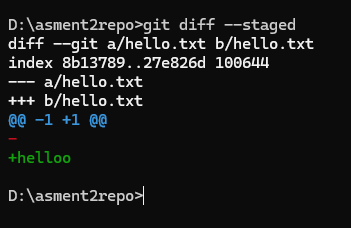 D:\asment2repo>git diff --staged
diff --git a/hello.txt b/hello.txt
index 8b13789..27e826d 100644
--- a/hello.txt
+++ b/hello.txt
@@ -1 +1 @@
-
+helloo
D:\asment2repo>